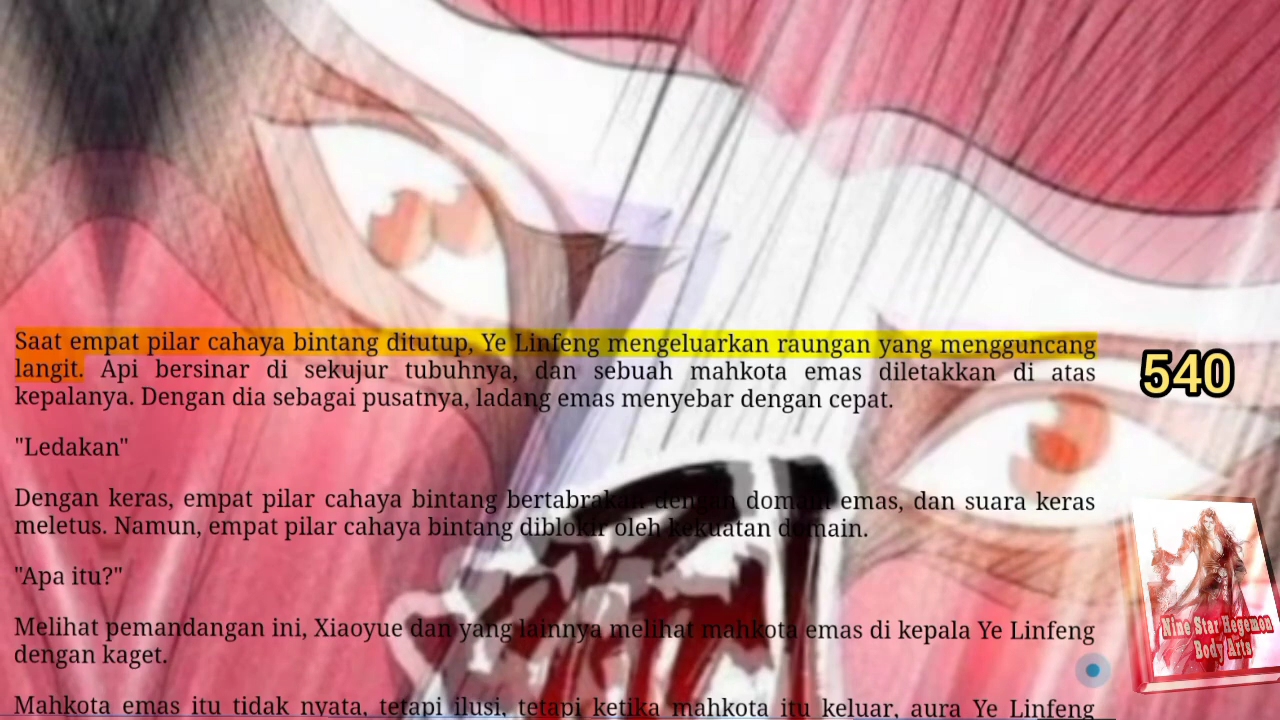 Saat empat pilar cahaya bintang ditutup, Ye Linfeng mengeluarkan raungan yang mengguncang
langit. Api bersinar di sekujur tubuhnya, dan sebuah mahkota emas diletakkan di atas
kepalanya. Dengan dia sebagai pusatnya, ladang emas menyebar dengan cepat.
540
"Ledakan"
Dengan keras, empat pilar cahaya bintang bertabrakan dengan domain emas, dan suara keras
meletus. Namun, empat pilar cahaya bintang diblokir oleh kekuatan domain.
"Apa itu?"
Melihat pemandangan ini, Xiaoyue dan yang lainnya melihat mahkota emas di kepala Ye Linfeng
dengan kaget.
Nine Star Hegemon
Body Arts
Mahkota emas itu tidak nyata, tetapi ilusi, tetapi ketika mahkota itu keluar, aura Ye Linfeng